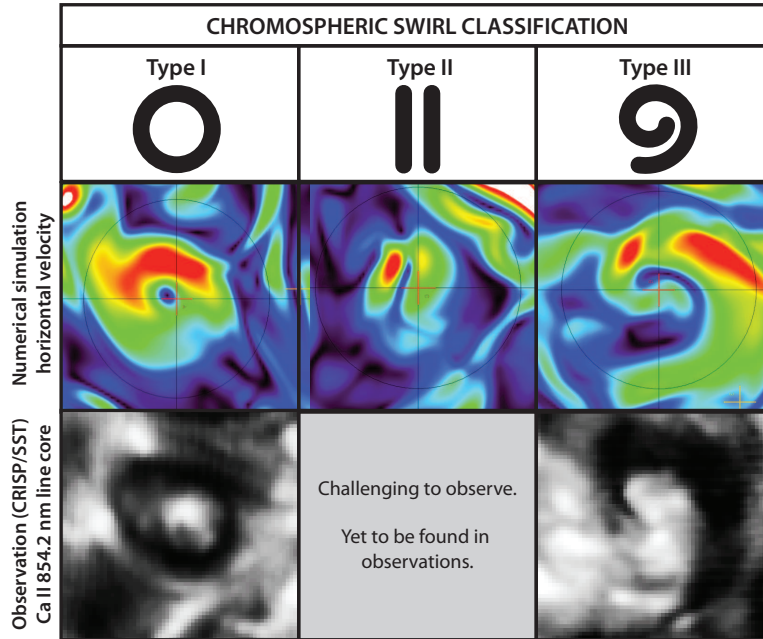 CHROMOSPHERIC SWIRL CLASSIFICATION
Type I
Type II
Type III
Numerical simulation
horizontal velocity
Observation (CRISP/SST)
Ca II 854.2 nm line core
Challenging to observe.
Yet to be found in
observations.